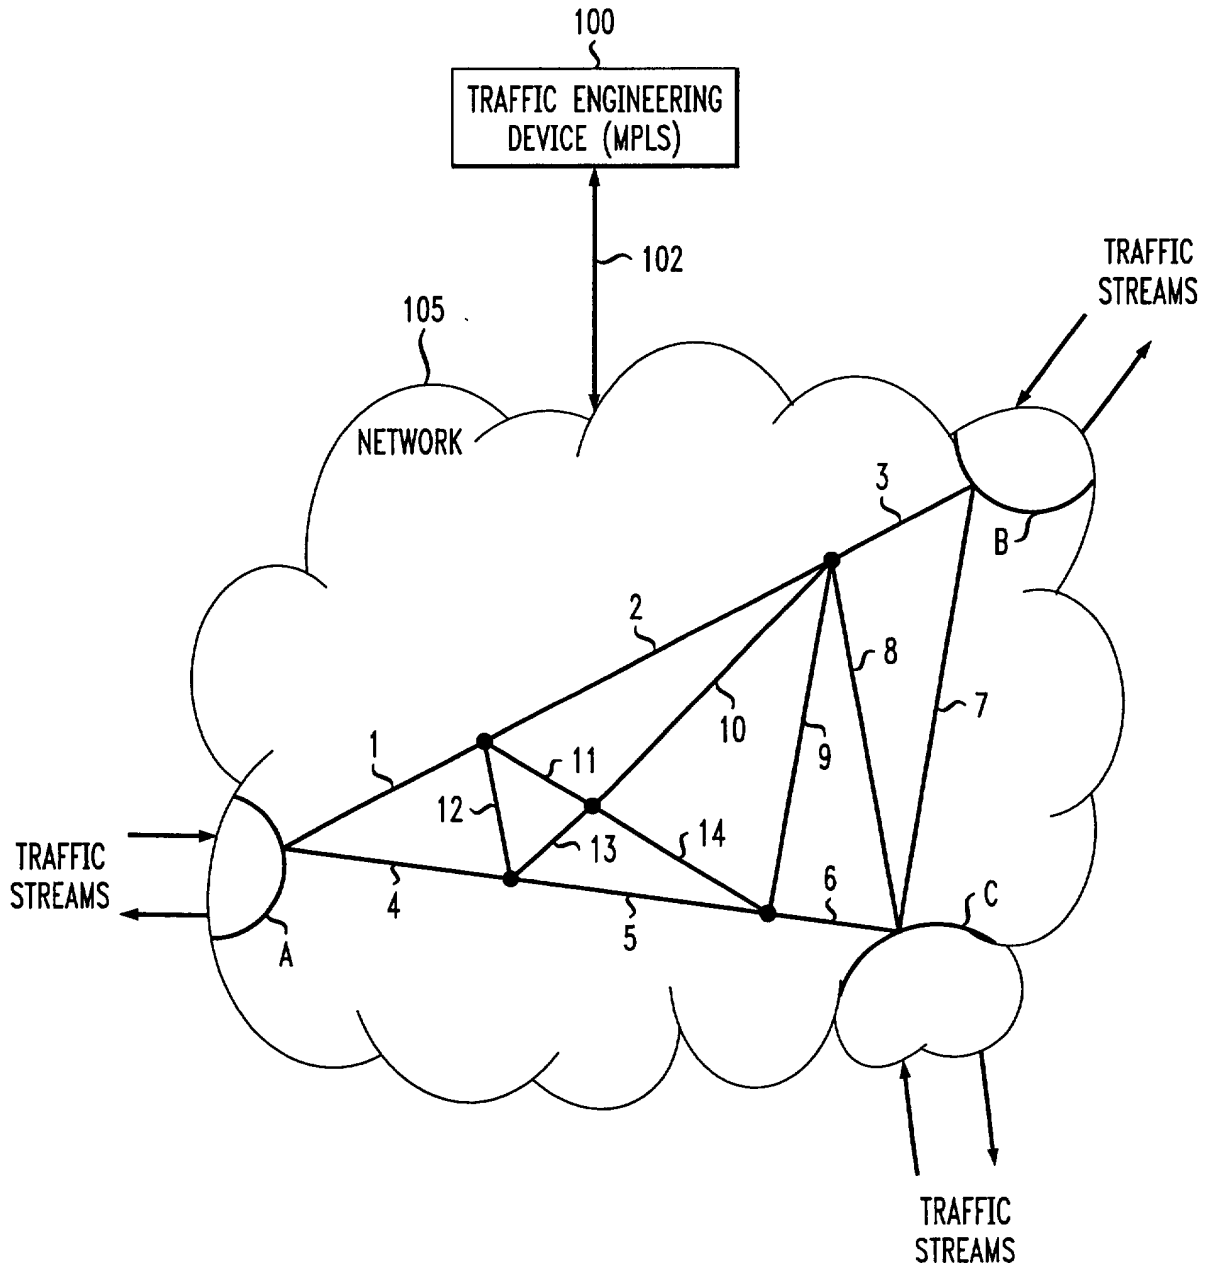 100
TRAFFIC ENGINEERING
DEVICE (MPLS)
102
TRAFFIC
STREAMS
105
NETWORK
3
B
2
8
7
10
9
1
11
12
13
14
TRAFFIC
STREAMS
4
5
6
C
A
TRAFFIC
STREAMS